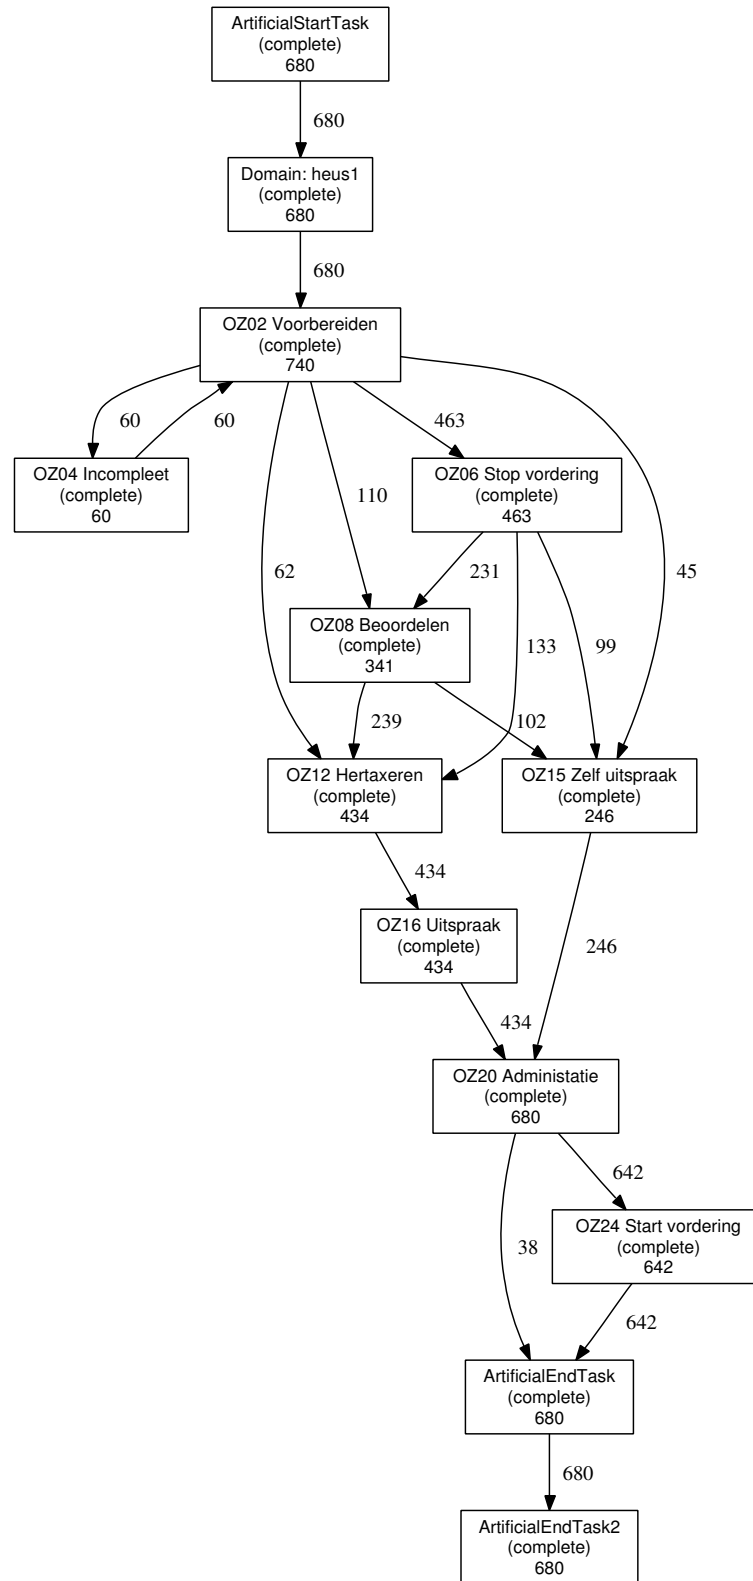 ArtificialStartTask
(complete)
680
680
Domain: heus1
(complete)
680
680
OZ02 Voorbereiden
(complete)
740
60
60
463
OZ04 Incompleet
(complete)
60
110
OZ06 Stop vordering
(complete)
463
62
231
45
OZ08 Beoordelen
(complete)
341
133
99
239
102
OZ12 Hertaxeren
(complete)
434
OZ15 Zelf uitspraak
(complete)
246
434
OZ16 Uitspraak
(complete)
434
246
434
OZ20 Administatie
(complete)
680
642
38
OZ24 Start vordering
(complete)
642
642
ArtificialEndTask
(complete)
680
680
ArtificialEndTask2
(complete)
680